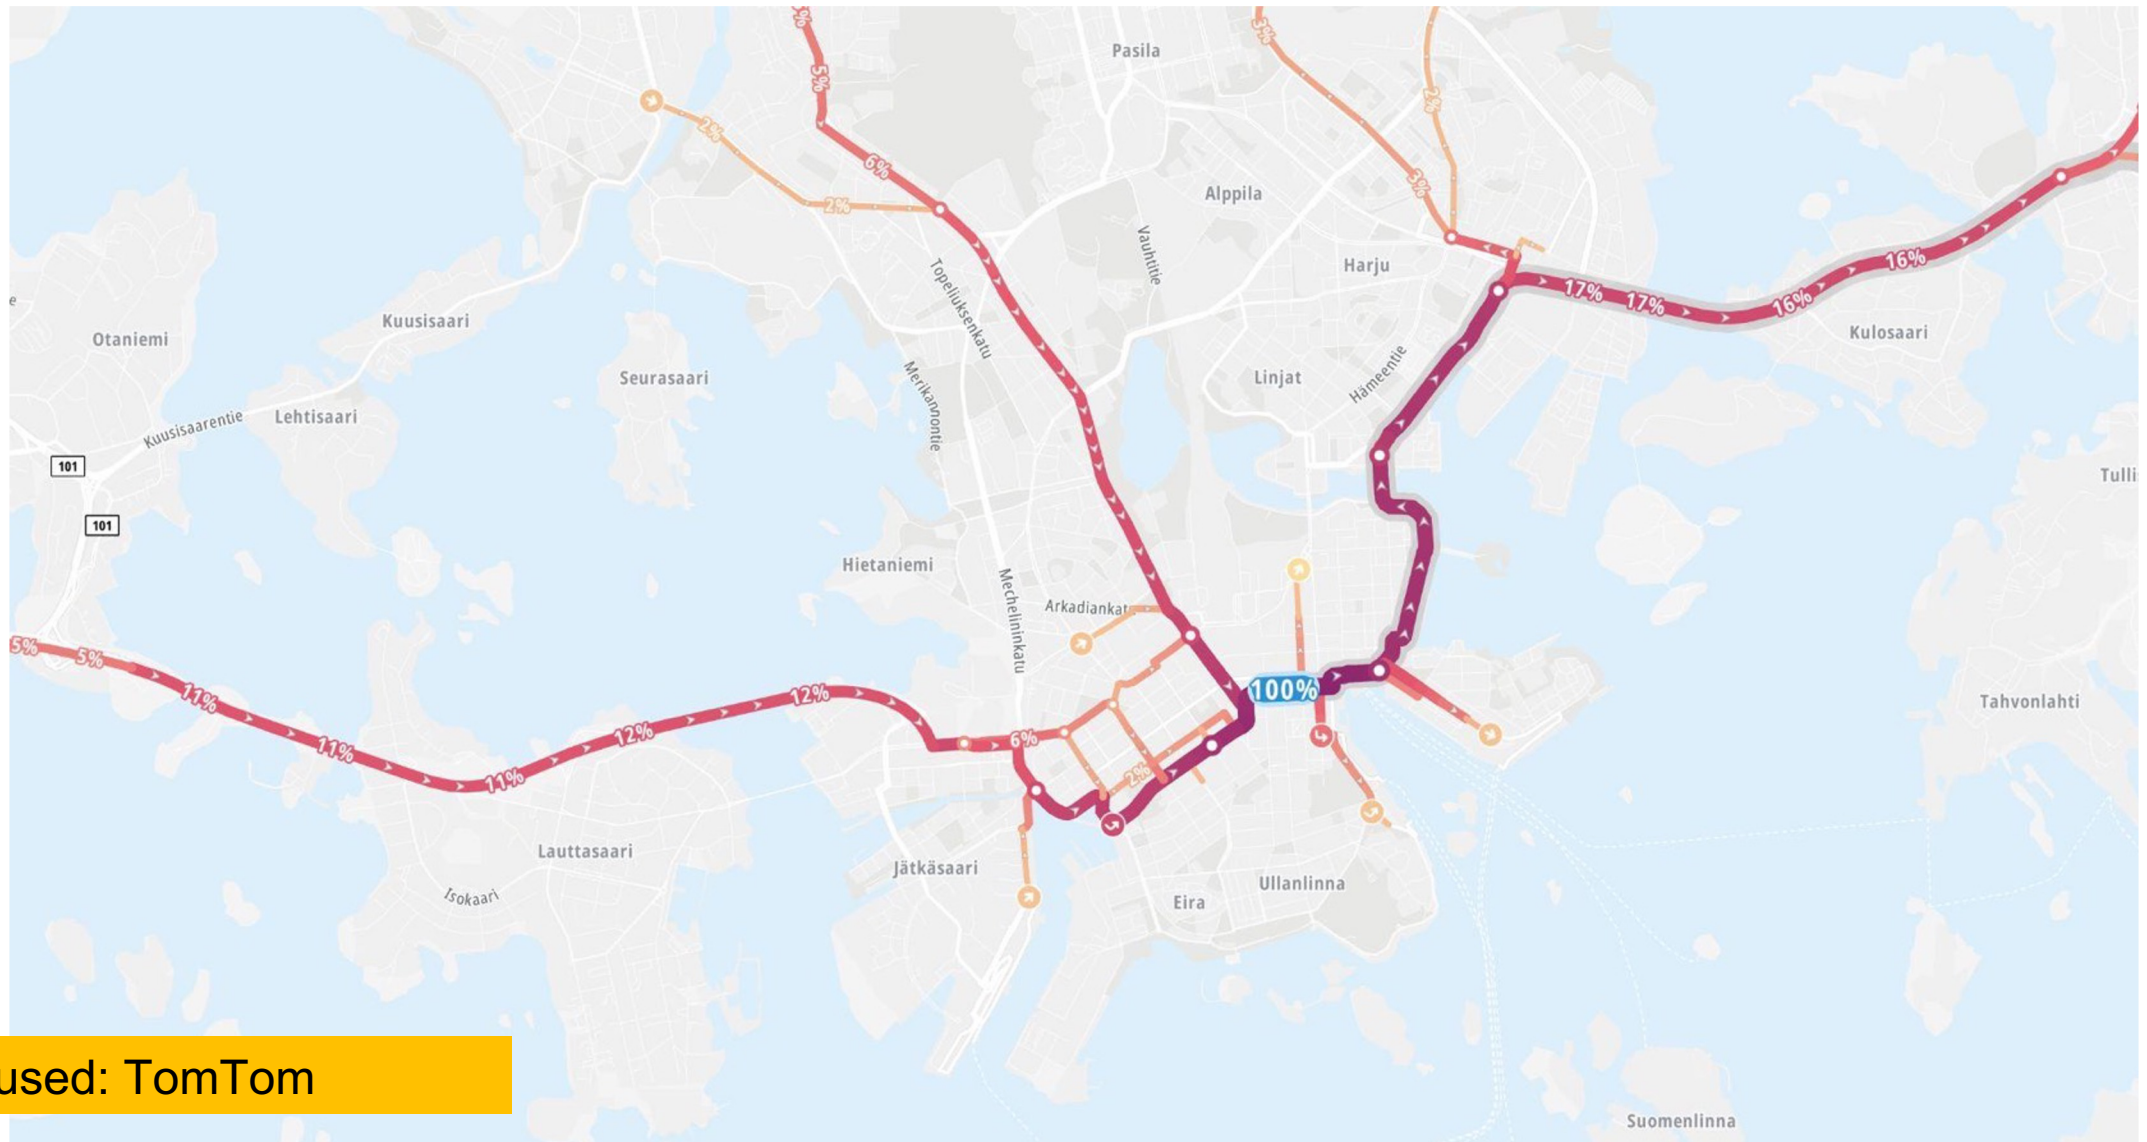 %
5%
3%
Pasila
2%
2%
6%
3%
2%
Alppila
Vauhtitie
Topeliuksenkatu
Harju
17%
17%
16%
16%
Kulosaari
e
Otaniemi
Kuusisaari
Seurasaari
Merikannontie
Linjat
Hämeentie
Kuusisaarentie
Lehtisaari
101
101
Tulli
Hietaniemi
Mechelininkatu
Arkadiankat
5%
5%
11%
11%
11%
12%
12%
6%
2%
100%
Tahvonlahti
Lauttasaari
Isokaari
Jätkäsaari
Eira
Ullanlinna
used: TomTom
Suomenlinna